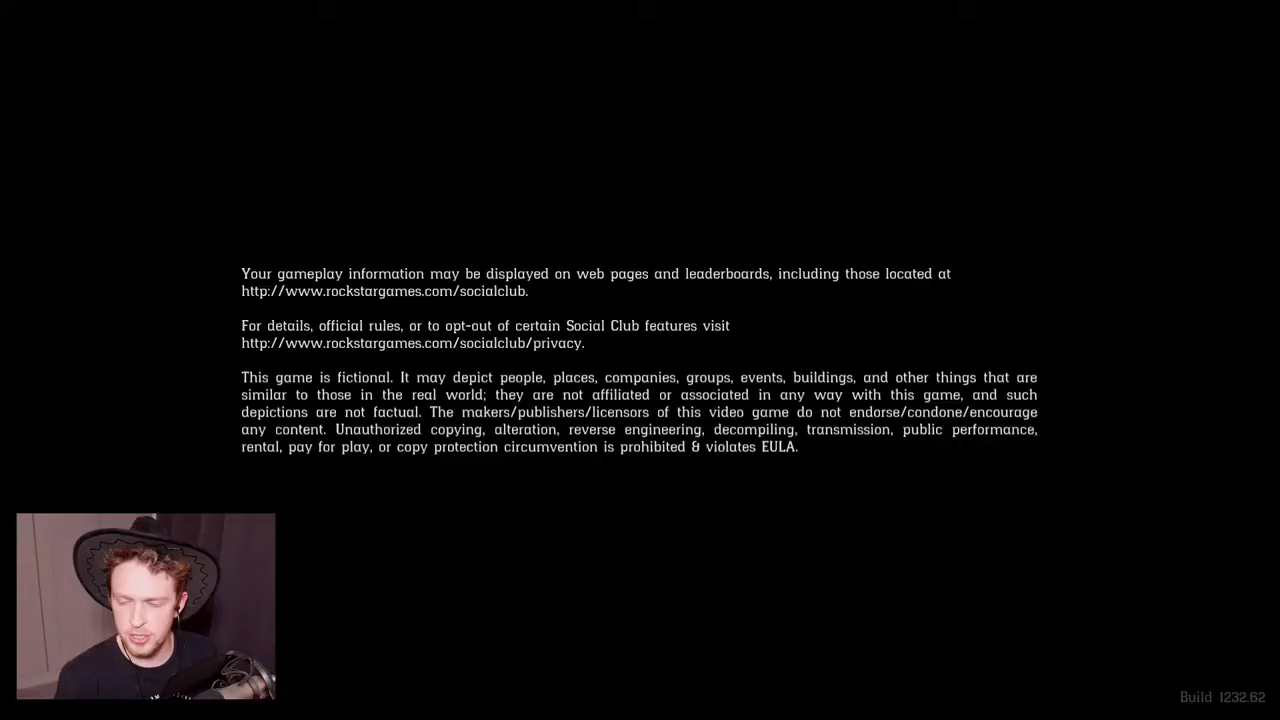 Your gameplay information may be displayed on web pages and leaderboards, including those located at
http://www.rockstargames.com/socialclub.
For details, official rules, or to opt-out of certain Social Club features visit
http://www.rockstargames.com/socialclub/privacy.
This game is fictional. It may depict people, places, companies, groups, events, buildings, and other things that are
similar to those in the real world; they are not affiliated or associated in any way with this game, and such
depictions are not factual. The makers/publishers/licensors of this video game do not endorse/condone/encourage
any content. Unauthorized copying, alteration, reverse engineering, decompiling, transmission, public performance,
rental, pay for play, or copy protection circumvention is prohibited & violates EULA.
Build 1232.62